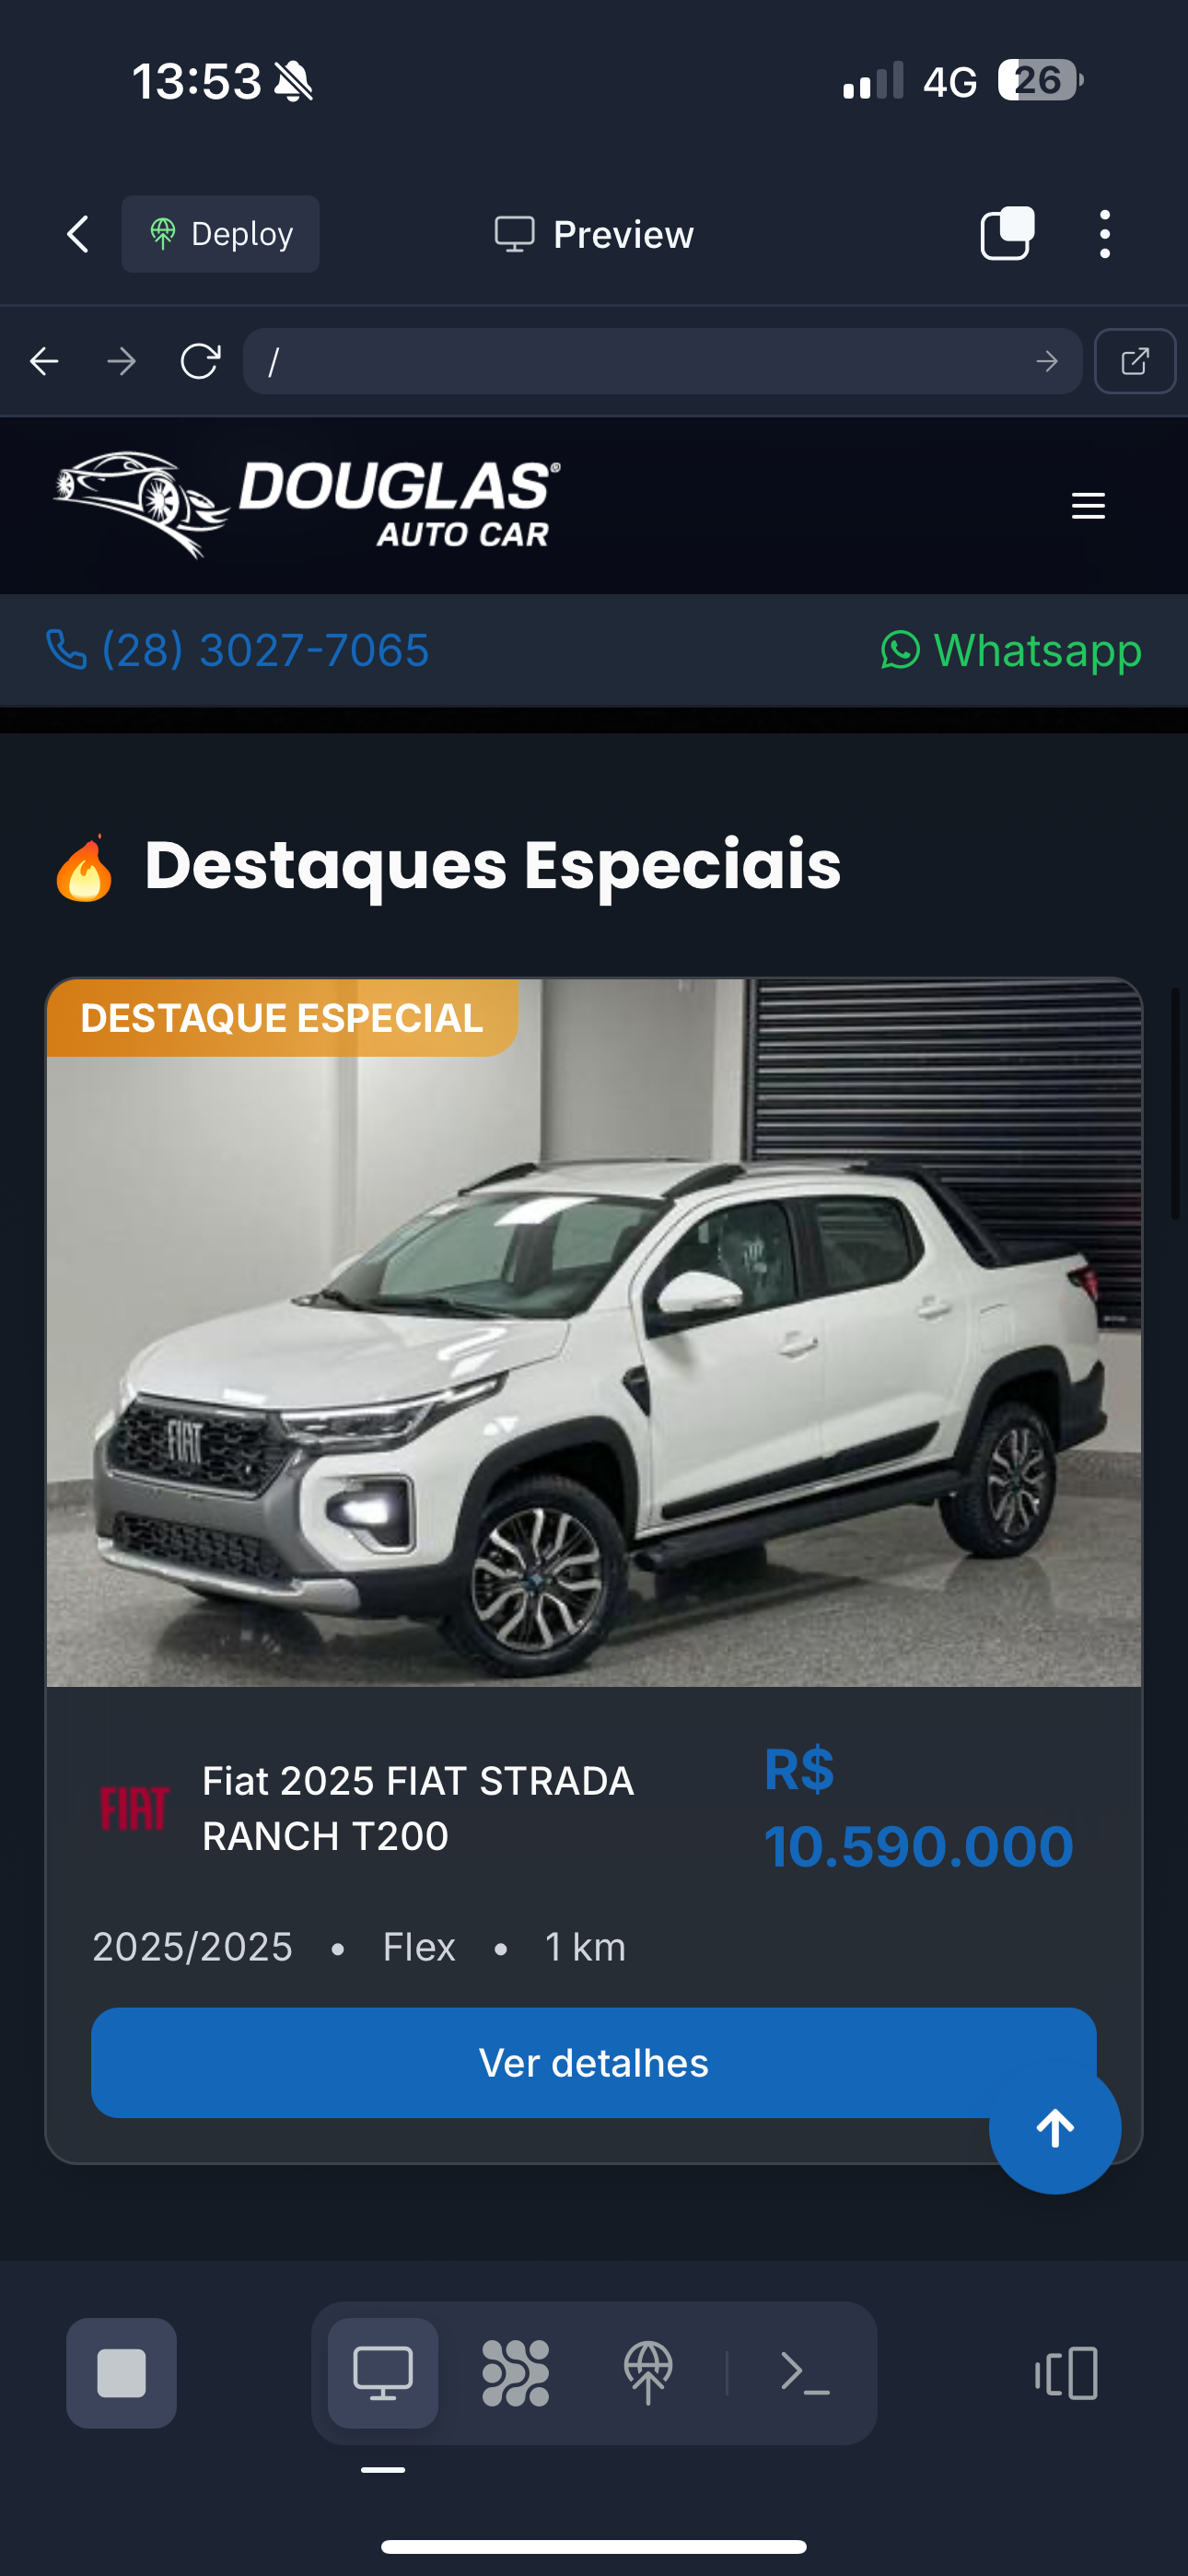 13:53
4G
26
Deploy
Preview
/
DOUGLAS®
AUTO CAR
(28) 3027-7065
Whatsapp
🔥 Destaques Especiais
DESTAQUE ESPECIAL
FIAT
FIAT
Fiat 2025 FIAT STRADA
RANCH T200
R$
10.590.000
2025/2025 • Flex • 1 km
Ver detalhes